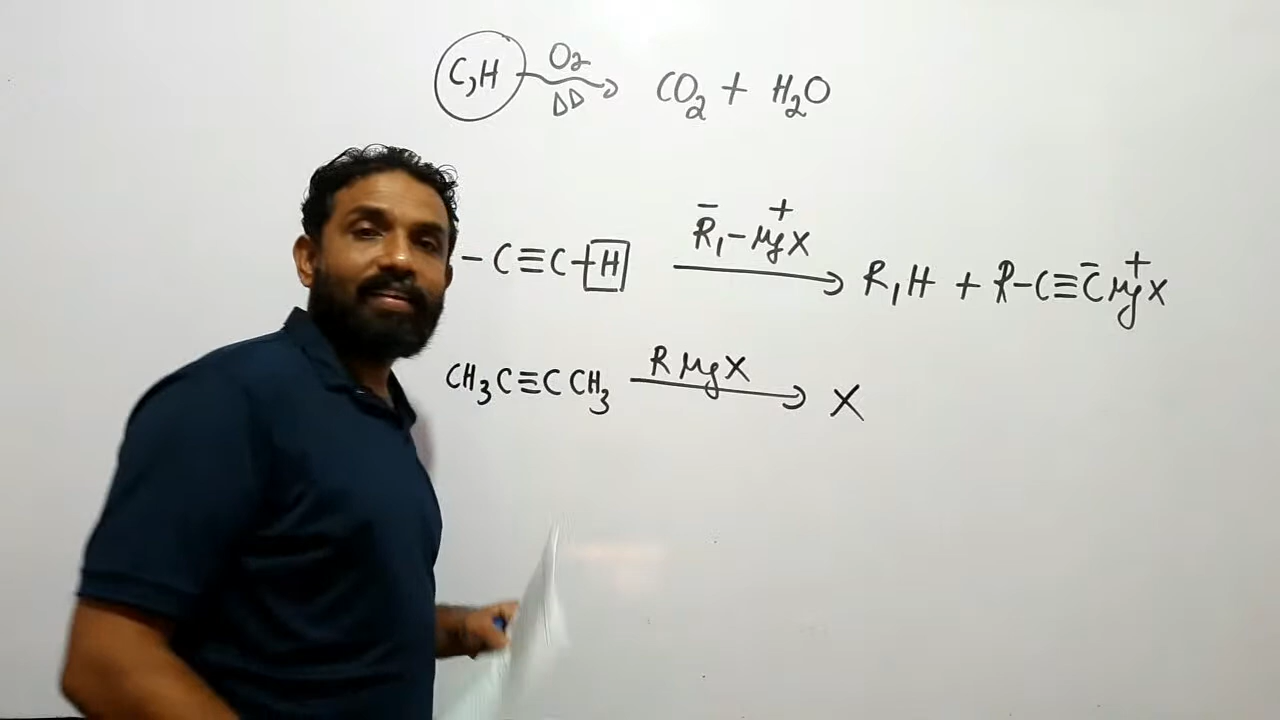 C,H O2 ΔΔ → CO2 + H2O
- C≡C-H R̄1-M⁺gX → R1H + R-C≡C̄M⁺gX
CH3C≡CCH3 RMgX → X